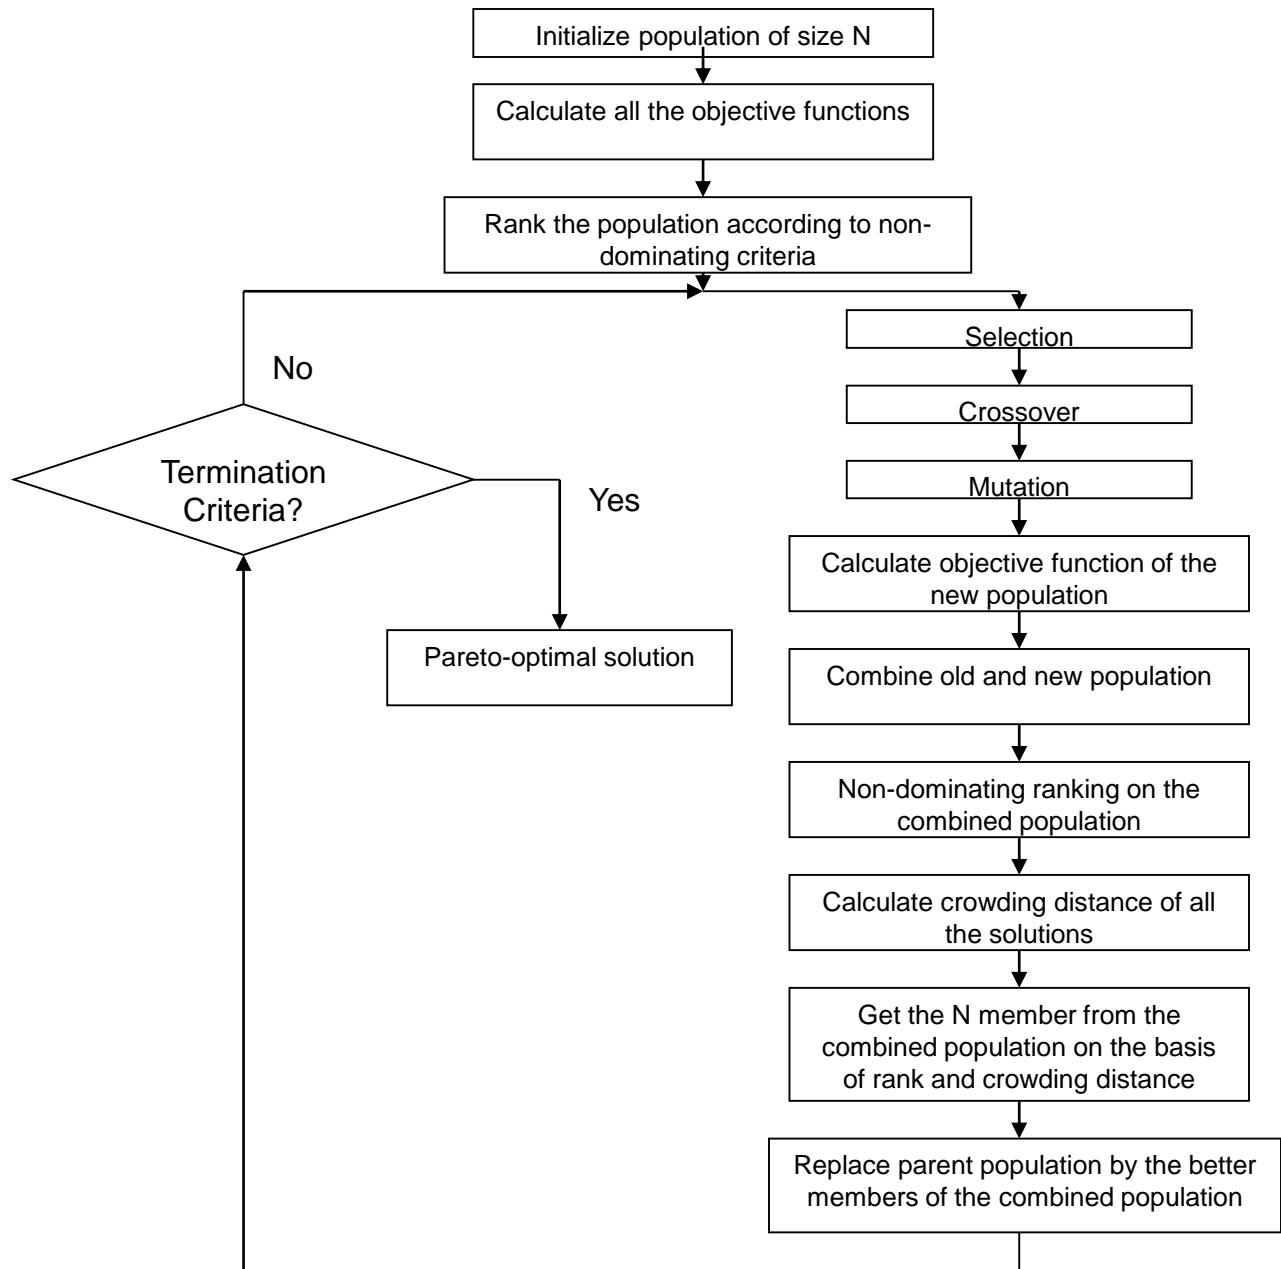 Initialize population of size N
Calculate all the objective functions
Rank the population according to non-
dominating criteria
Selection
No
Crossover
Termination
Criteria?
Mutation
Yes
Calculate objective function of the
new population
Pareto-optimal solution
Combine old and new population
Non-dominating ranking on the
combined population
Calculate crowding distance of all
the solutions
Get the N member from the
combined population on the basis
of rank and crowding distance
Replace parent population by the better
members of the combined population